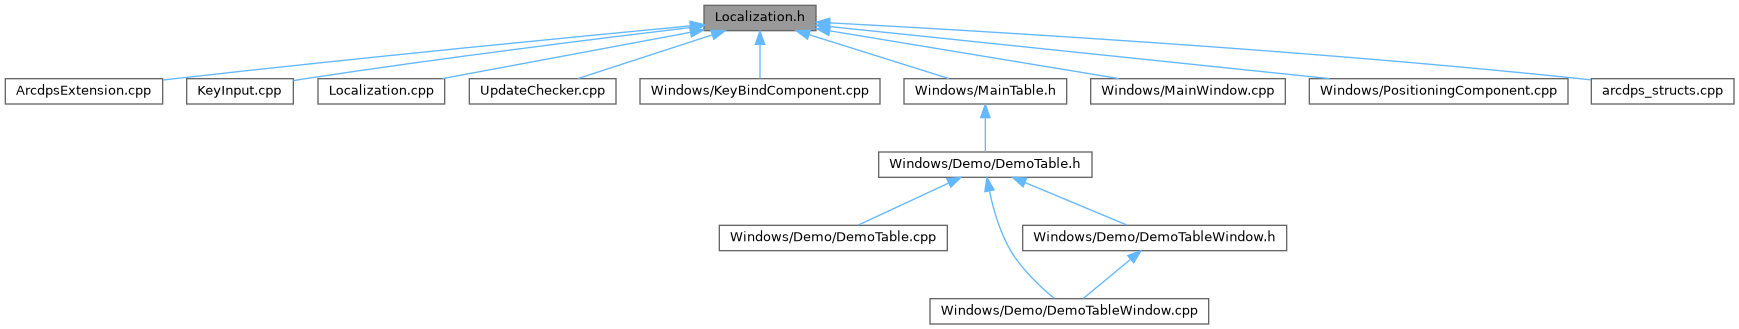 Localization.h
ArcdpsExtension.cpp
KeyInput.cpp
Localization.cpp
UpdateChecker.cpp
Windows/KeyBindComponent.cpp
Windows/MainTable.h
Windows/MainWindow.cpp
Windows/PositioningComponent.cpp
arcdps_structs.cpp
Windows/Demo/DemoTable.h
Windows/Demo/DemoTable.cpp
Windows/Demo/DemoTableWindow.h
Windows/Demo/DemoTableWindow.cpp